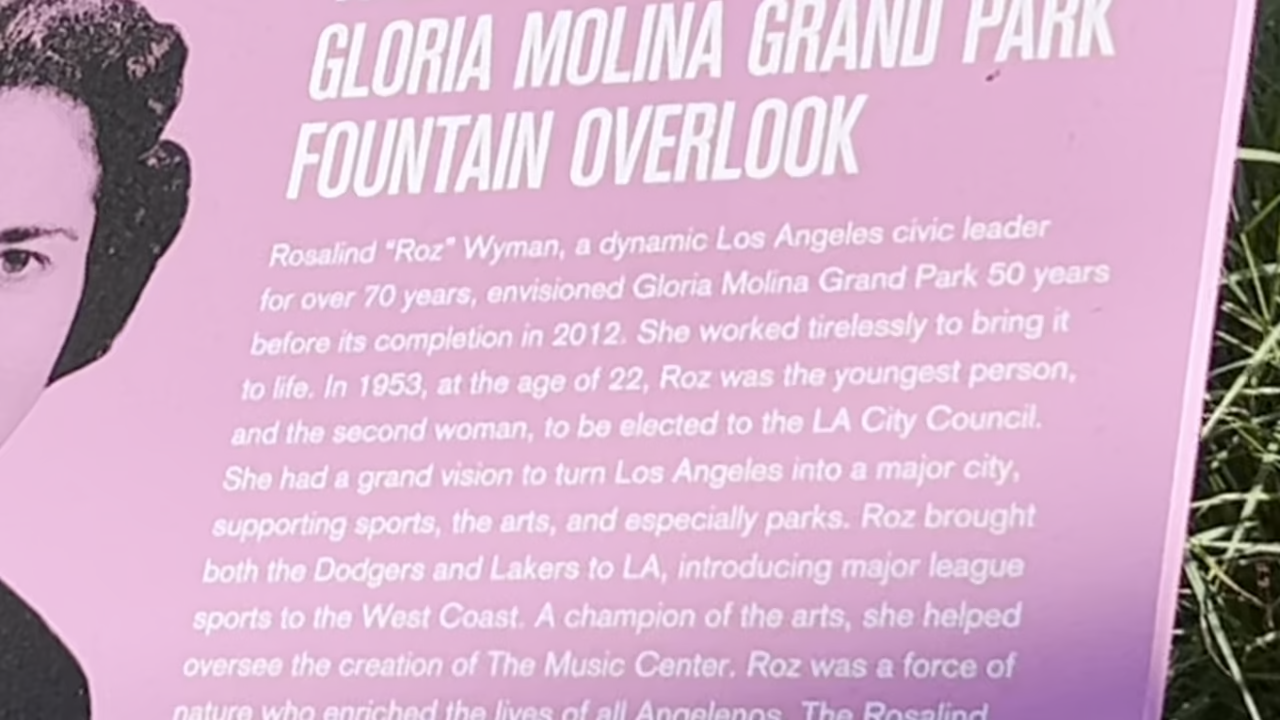 GLORIA MOLINA GRAND PARK
FOUNTAIN OVERLOOK
Rosalind “Roz” Wyman, a dynamic Los Angeles civic leader
for over 70 years, envisioned Gloria Molina Grand Park 50 years
before its completion in 2012. She worked tirelessly to bring it
to life. In 1953, at the age of 22, Roz was the youngest person,
and the second woman, to be elected to the LA City Council.
She had a grand vision to turn Los Angeles into a major city,
supporting sports, the arts, and especially parks. Roz brought
both the Dodgers and Lakers to LA, introducing major league
sports to the West Coast. A champion of the arts, she helped
oversee the creation of The Music Center. Roz was a force of
nature who enriched the lives of all Angelenos. The Rosalind